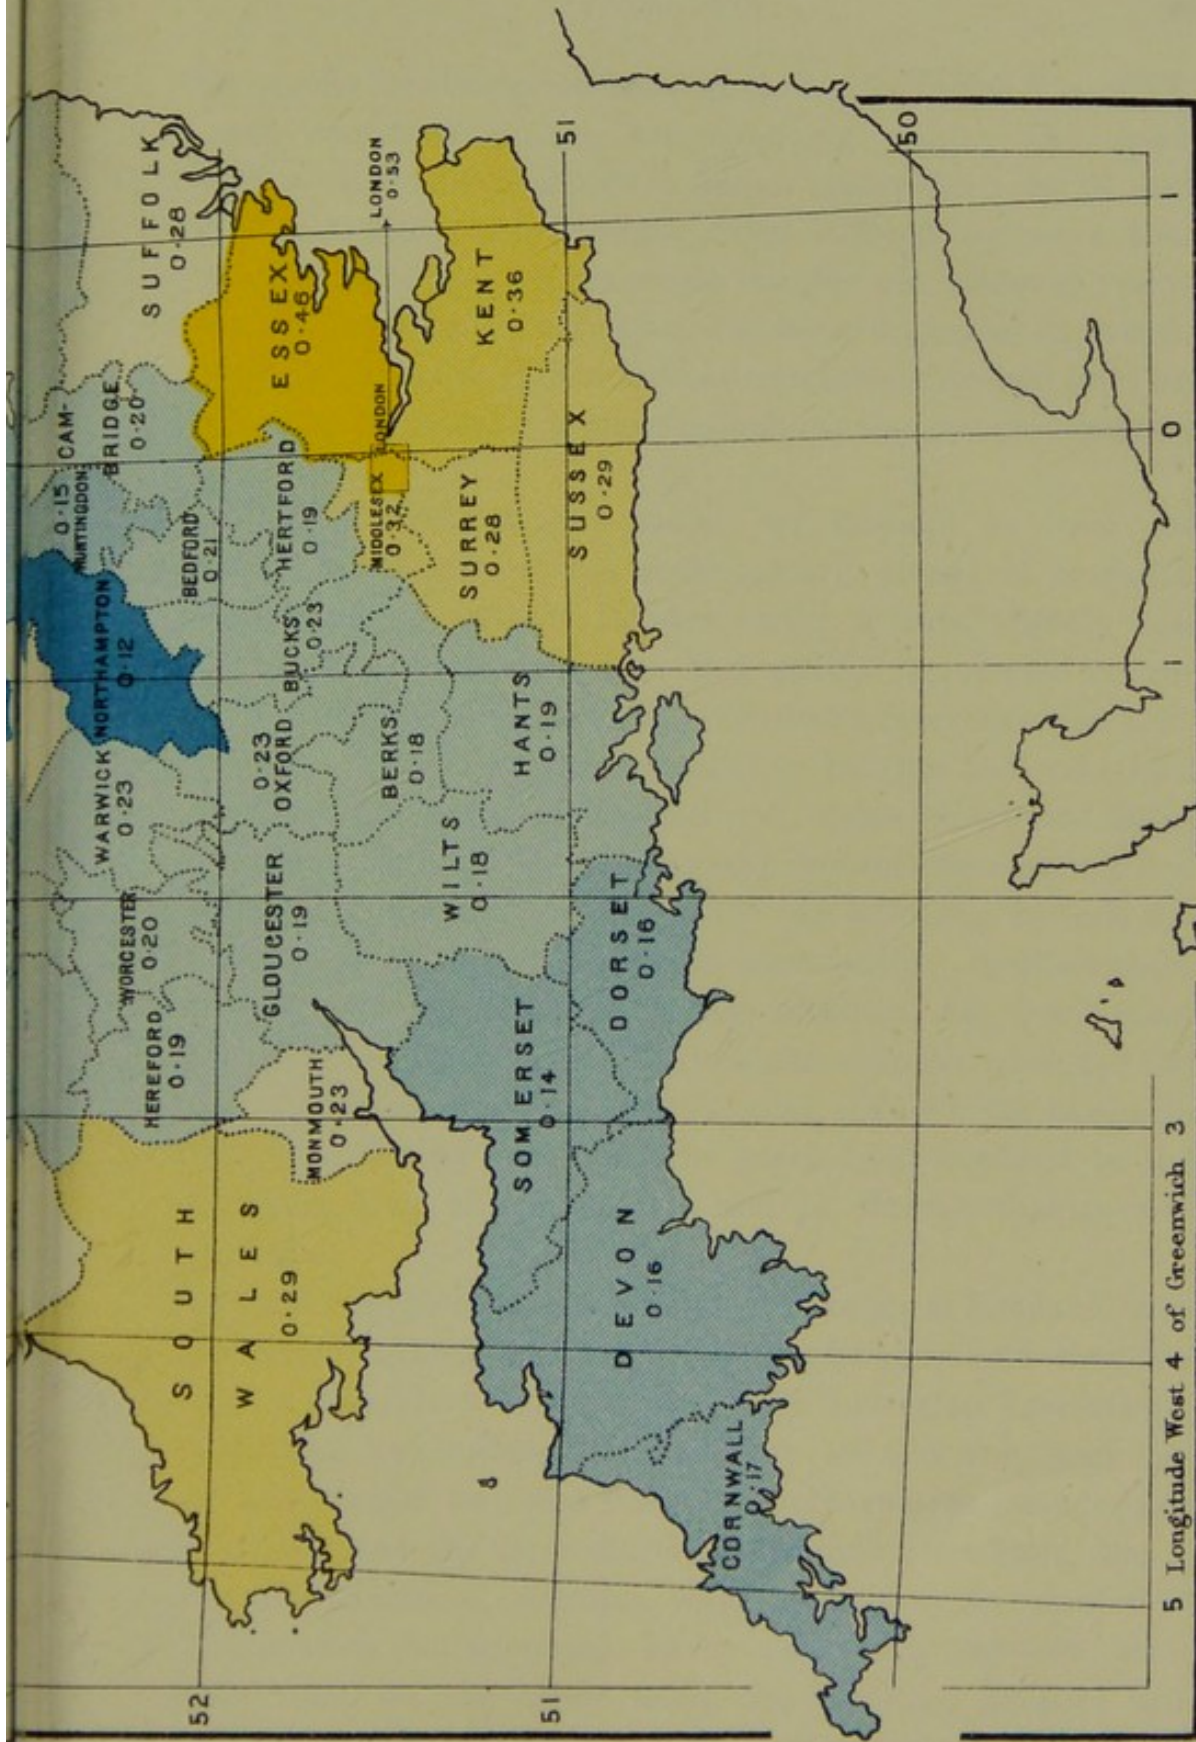 0·15
HUNTINGDON
CAM-
BRIDGE
0·20
SUFFOLK
0·28
NORTHAMPTON
0·12
WARWICK
0·23
WORCESTER
0·20
HEREFORD
0·19
BEDFORD
0·21
HERTFORD
0·19
ESSEX
0·46
BUCKS
0·23
0·23
OXFORD
GLOUCESTER
0·19
MONMOUTH
0·23
SOUTH
WALES
0·29
MIDDLESEX
0·32
LONDON
LONDON
0·53
BERKS
0·18
WILTS
0·18
SURREY
0·28
KENT
0·36
HANTS
0·19
SUSSEX
0·29
SOMERSET
0·14
DORSET
0·16
DEVON
0·16
CORNWALL
0·17
52
51
51
50
5 Longitude West 4 of Greenwich 3
1
0
1